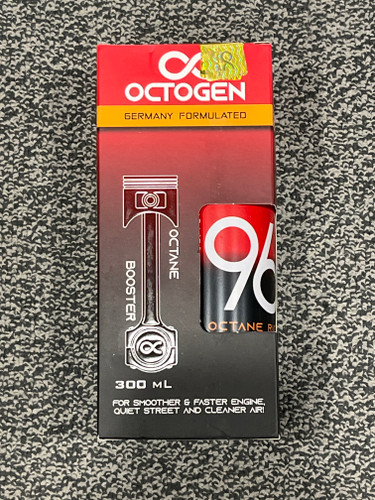 OCTOGEN
GERMANY FORMULATED
OCTANE
BOOSTER
96
OCTANE
300 mL
FOR SMOOTHER & FASTER ENGINE,
QUIET STREET AND CLEANER AIR!